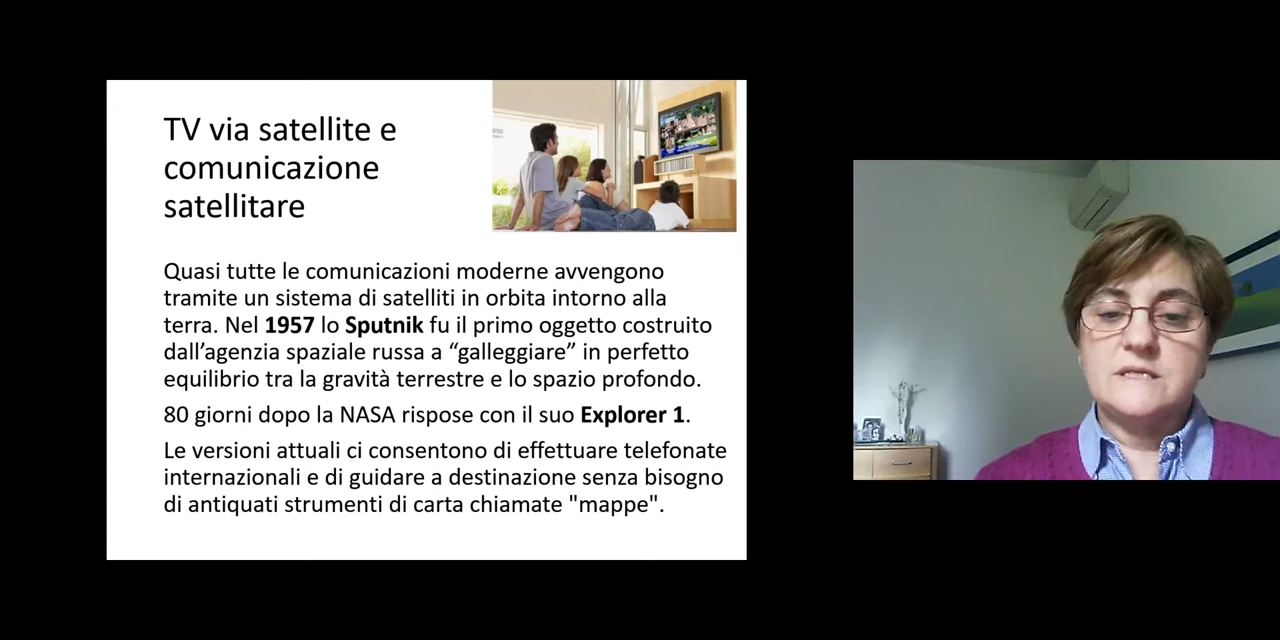 TV via satellite e
comunicazione
satellitare
Quasi tutte le comunicazioni moderne avvengono
tramite un sistema di satelliti in orbita intorno alla
terra. Nel 1957 lo Sputnik fu il primo oggetto costruito
dall’agenzia spaziale russa a “galleggiare” in perfetto
equilibrio tra la gravità terrestre e lo spazio profondo.
80 giorni dopo la NASA rispose con il suo Explorer 1.
Le versioni attuali ci consentono di effettuare telefonate
internazionali e di guidare a destinazione senza bisogno
di antiquati strumenti di carta chiamate "mappe".